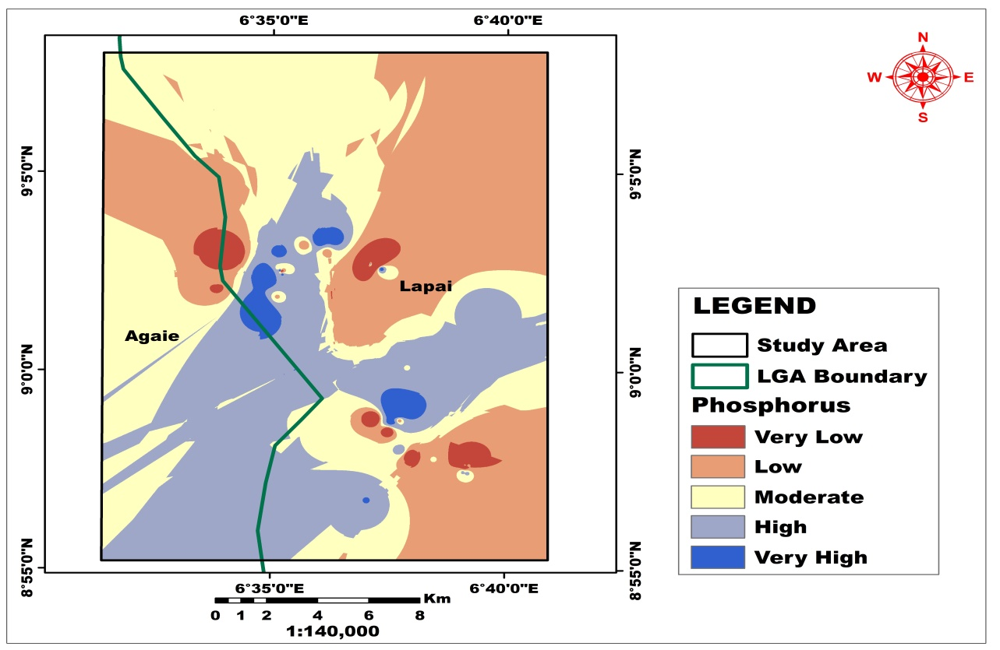 6°35'0"E 6°40'0"E
N
W E
S
9°5'0"N 9°5'0"N
Lapai
Agaie
9°0'0"N 9°0'0"N
8°55'0"N 8°55'0"N
6°35'0"E 6°40'0"E
Km
0 1 2 4 6 8
1:140,000
LEGEND
Study Area
LGA Boundary
Phosphorus
Very Low
Low
Moderate
High
Very High